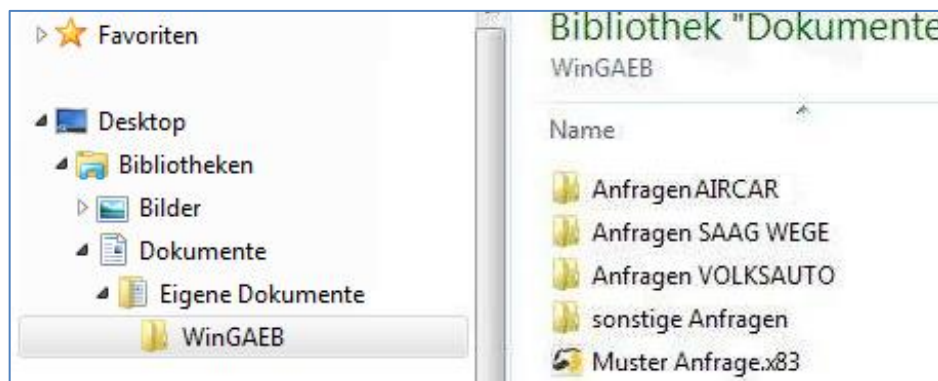 Favoriten
Desktop
Bibliotheken
Bilder
Dokumente
Eigene Dokumente
WinGAEB
Bibliothek "Dokumente
WinGAEB
Name
Anfragen AIRCAR
Anfragen SAAG WEGE
Anfragen VOLKSAUTO
sonstige Anfragen
Muster Anfrage.x83